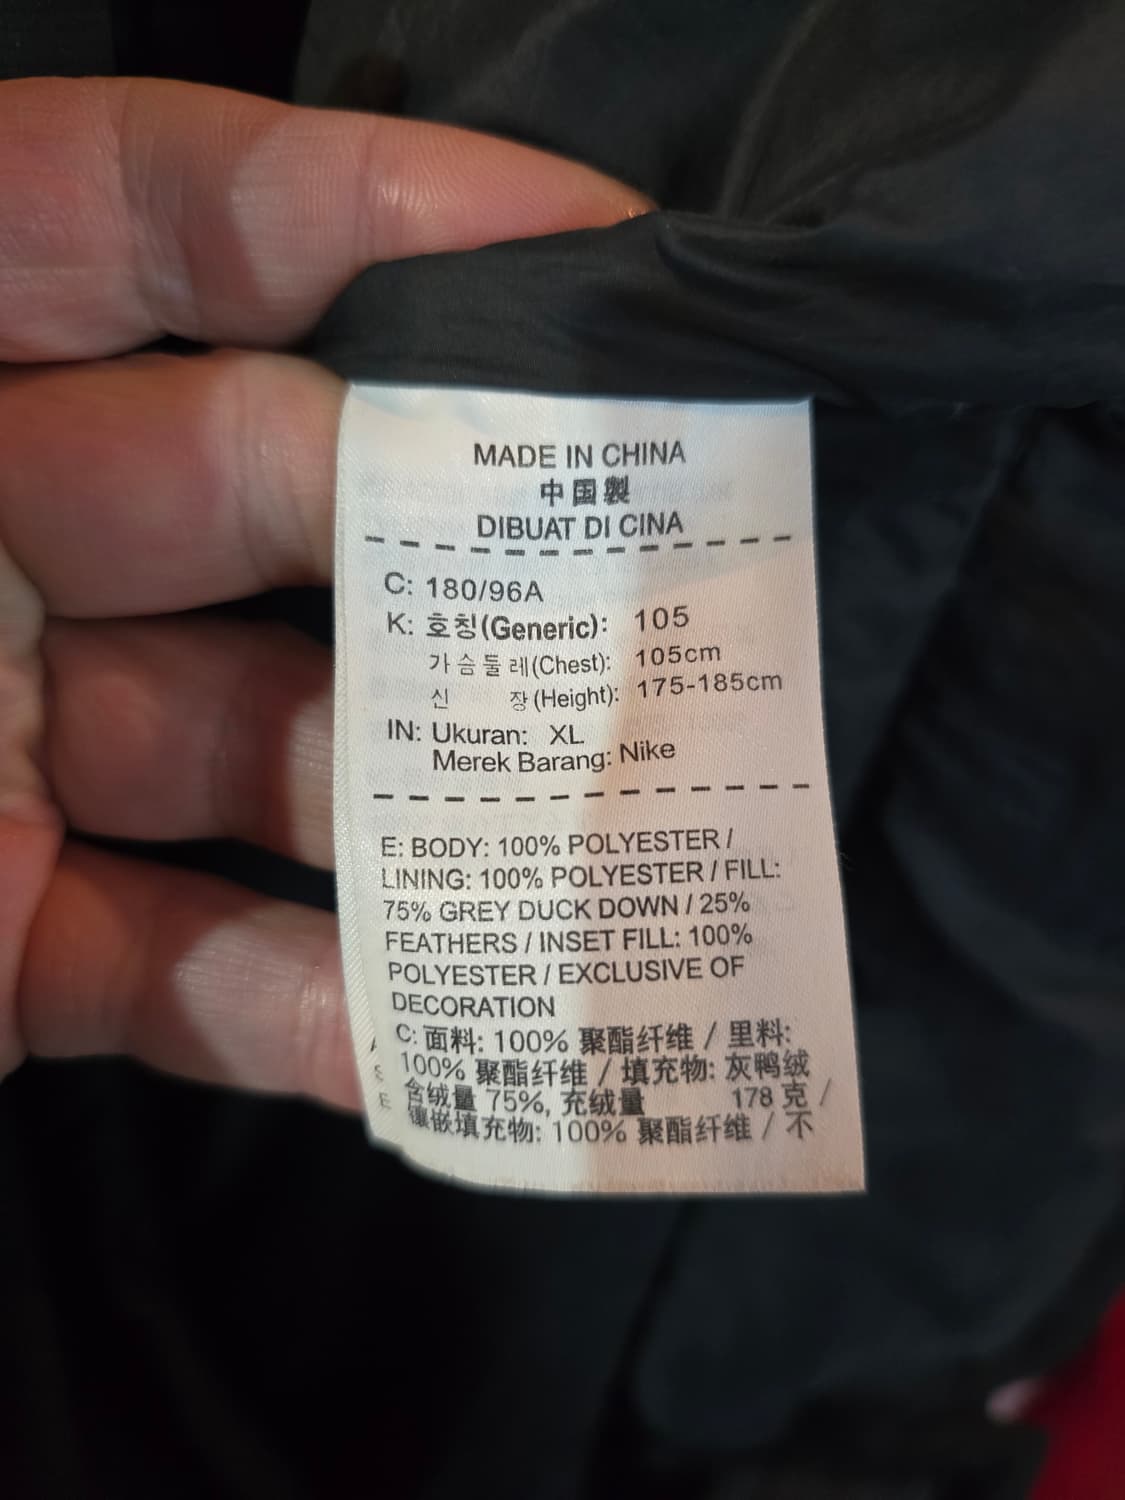 MADE IN CHINA
中国製
DIBUAT DI CINA
C: 180/96A
K: 호칭(Generic): 105
가슴둘레(Chest): 105cm
신 장(Height): 175-185cm
IN: Ukuran: XL
Merek Barang: Nike
E: BODY: 100% POLYESTER /
LINING: 100% POLYESTER / FILL:
75% GREY DUCK DOWN / 25%
FEATHERS / INSET FILL: 100%
POLYESTER / EXCLUSIVE OF
DECORATION
C: 面料: 100% 聚酯纤维 / 里料:
100% 聚酯纤维 / 填充物: 灰鸭绒
含绒量 75%, 充绒量 178 克 /
镶嵌填充物: 100% 聚酯纤维 / 不